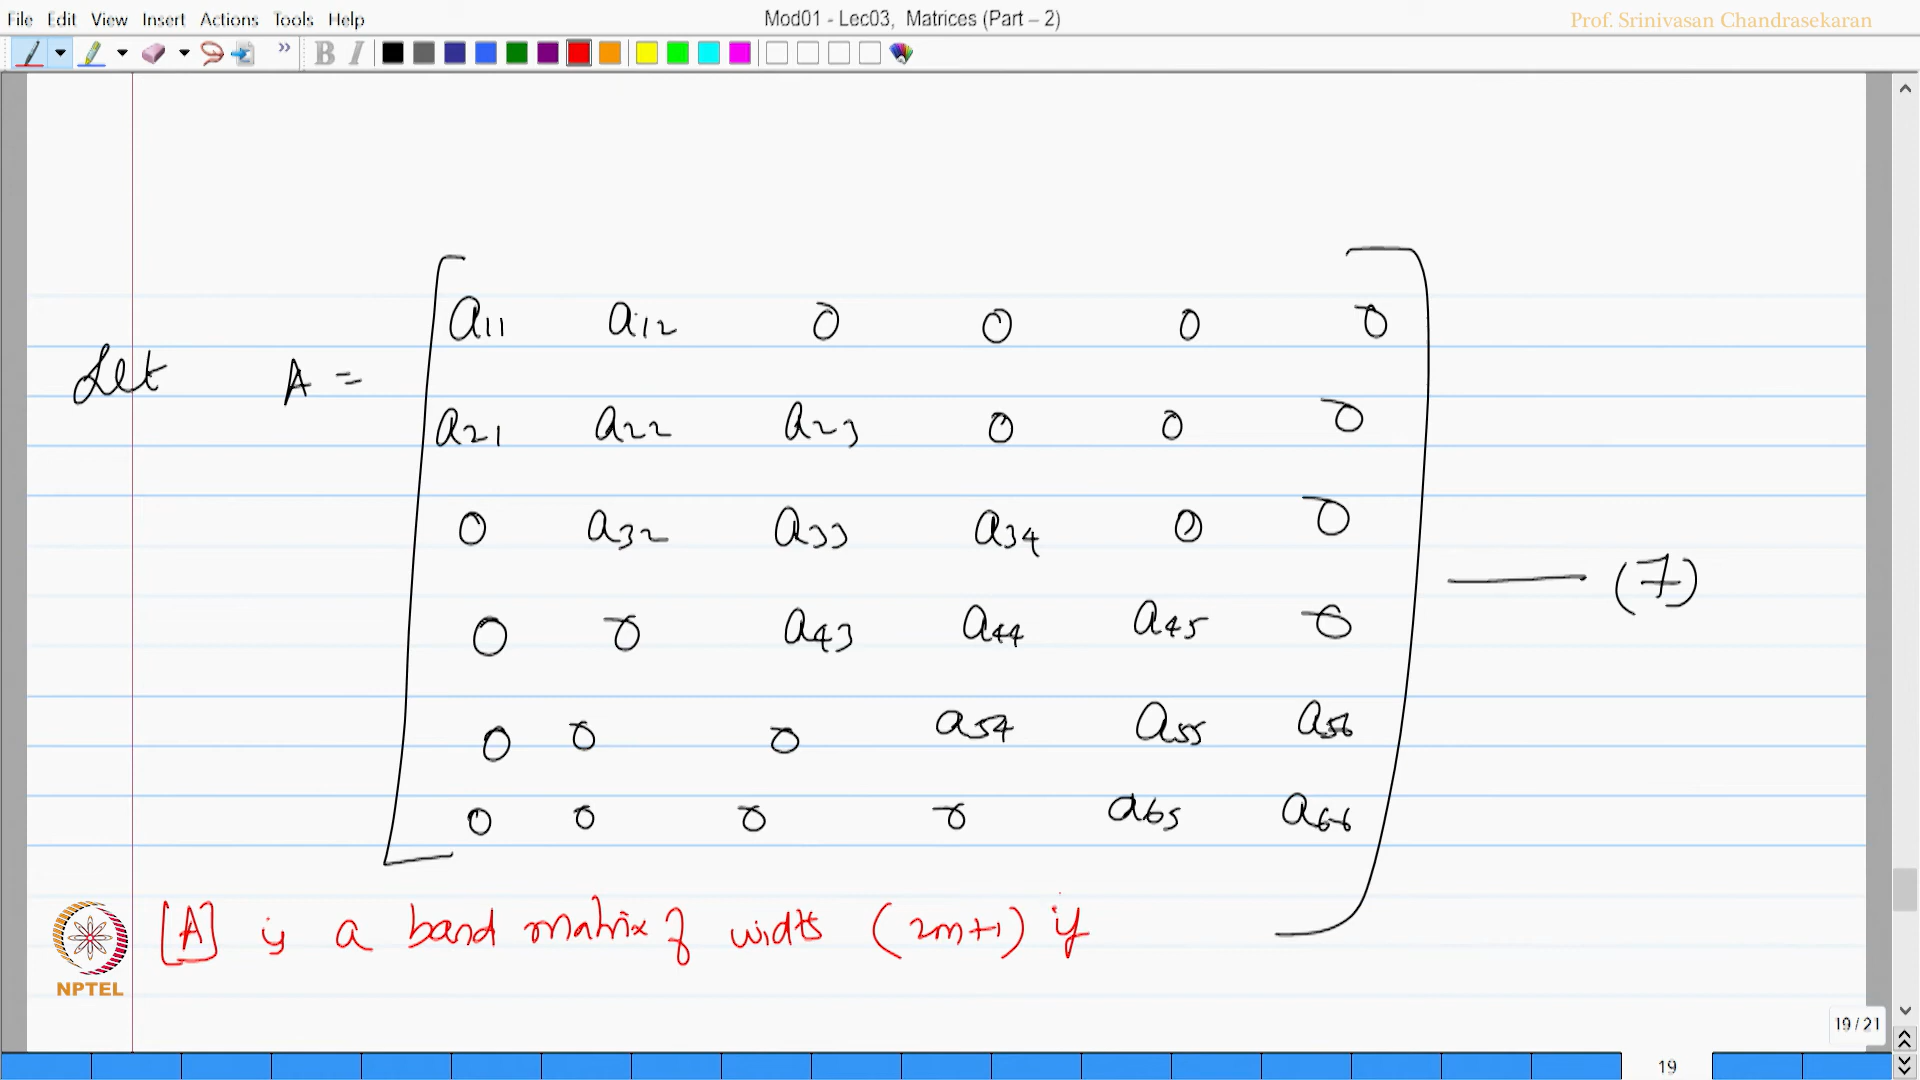 File Edit View Insert Actions Tools Help
Mod01 - Lec03, Matrices (Part – 2)
Prof. Srinivasan Chandrasekaran
B I
a11 a12 0 0 0 0
Let A =
a21 a22 a23 0 0 0
0 a32 a33 a34 0 0
(7)
0 0 a43 a44 a45 0
0 0 0 a54 a55 a56
0 0 0 0 a65 a66
[A] is a band matrix of width (2m+1) if
NPTEL
19 / 21
19